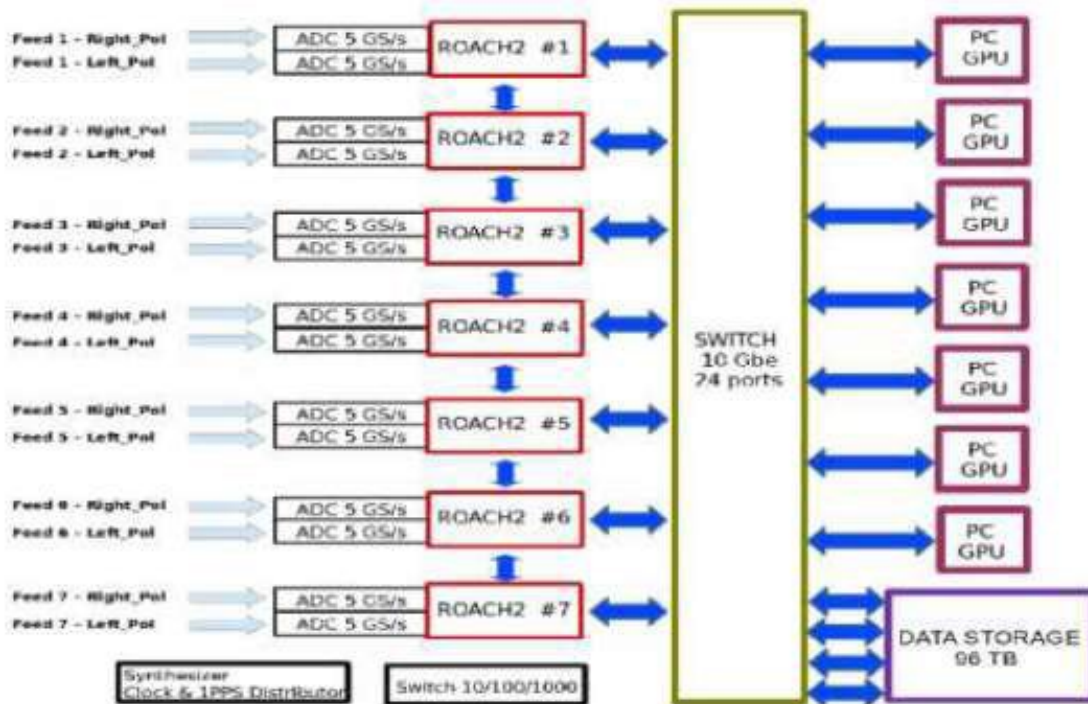 Feed 1 - Right_Pol
Feed 1 - Left_Pol
ADC 5 GS/s
ADC 5 GS/s
ROACH2 #1
Feed 2 - Right_Pol
Feed 2 - Left_Pol
ADC 5 GS/s
ADC 5 GS/s
ROACH2 #2
Feed 3 - Right_Pol
Feed 3 - Left_Pol
ADC 5 GS/s
ADC 5 GS/s
ROACH2 #3
Feed 4 - Right_Pol
Feed 4 - Left_Pol
ADC 5 GS/s
ADC 5 GS/s
ROACH2 #4
Feed 5 - Right_Pol
Feed 5 - Left_Pol
ADC 5 GS/s
ADC 5 GS/s
ROACH2 #5
Feed 6 - Right_Pol
Feed 6 - Left_Pol
ADC 5 GS/s
ADC 5 GS/s
ROACH2 #6
Feed 7 - Right_Pol
Feed 7 - Left_Pol
ADC 5 GS/s
ADC 5 GS/s
ROACH2 #7
Synthesizer
Clock & 1PPS Distributor
Switch 10/100/1000
SWITCH
10 Gbe
24 ports
PC
GPU
PC
GPU
PC
GPU
PC
GPU
PC
GPU
PC
GPU
PC
GPU
DATA STORAGE
96 TB